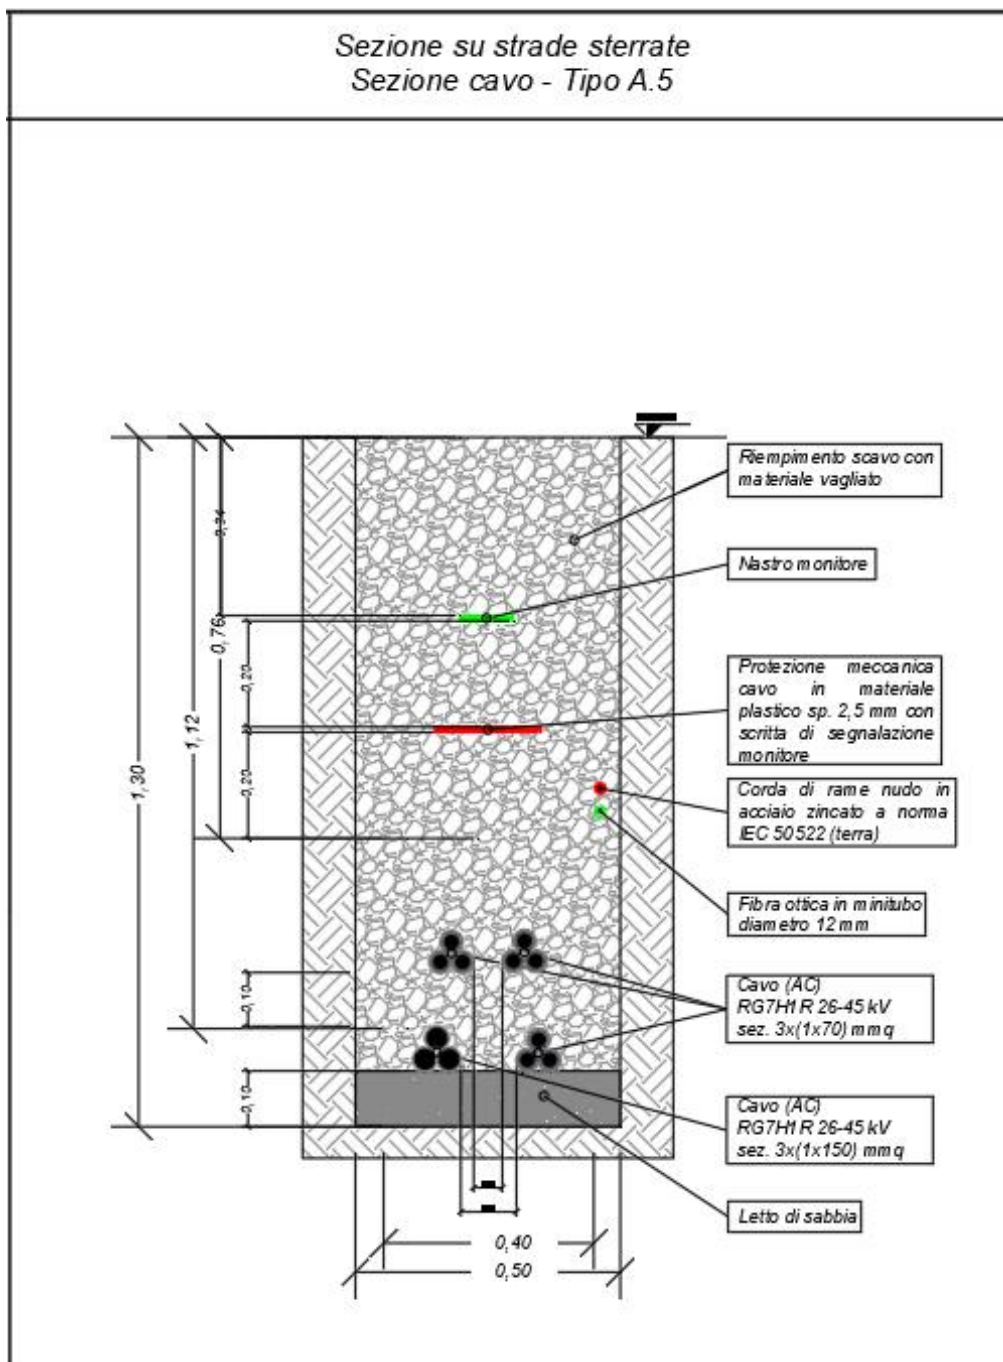 Sezione su strade sterrate
Sezione cavo - Tipo A.5
Riempimento scavo con
materiale vagliato
Nastro monitore
Protezione meccanica
cavo in materiale
plastico sp. 2,5 mm con
scritta di segnalazione
monitore
Corda di rame nudo in
acciaio zincato a norma
IEC 50522 (terra)
Fibra ottica in minitubo
diametro 12 mm
Cavo (AC)
RG7H1R 26-45 kV
sez. 3x(1x70) mmq
Cavo (AC)
RG7H1R 26-45 kV
sez. 3x(1x150) mmq
Letto di sabbia
1,30
1,12
0,76
0,34
0,20
0,20
0,10
0,10
0,40
0,50